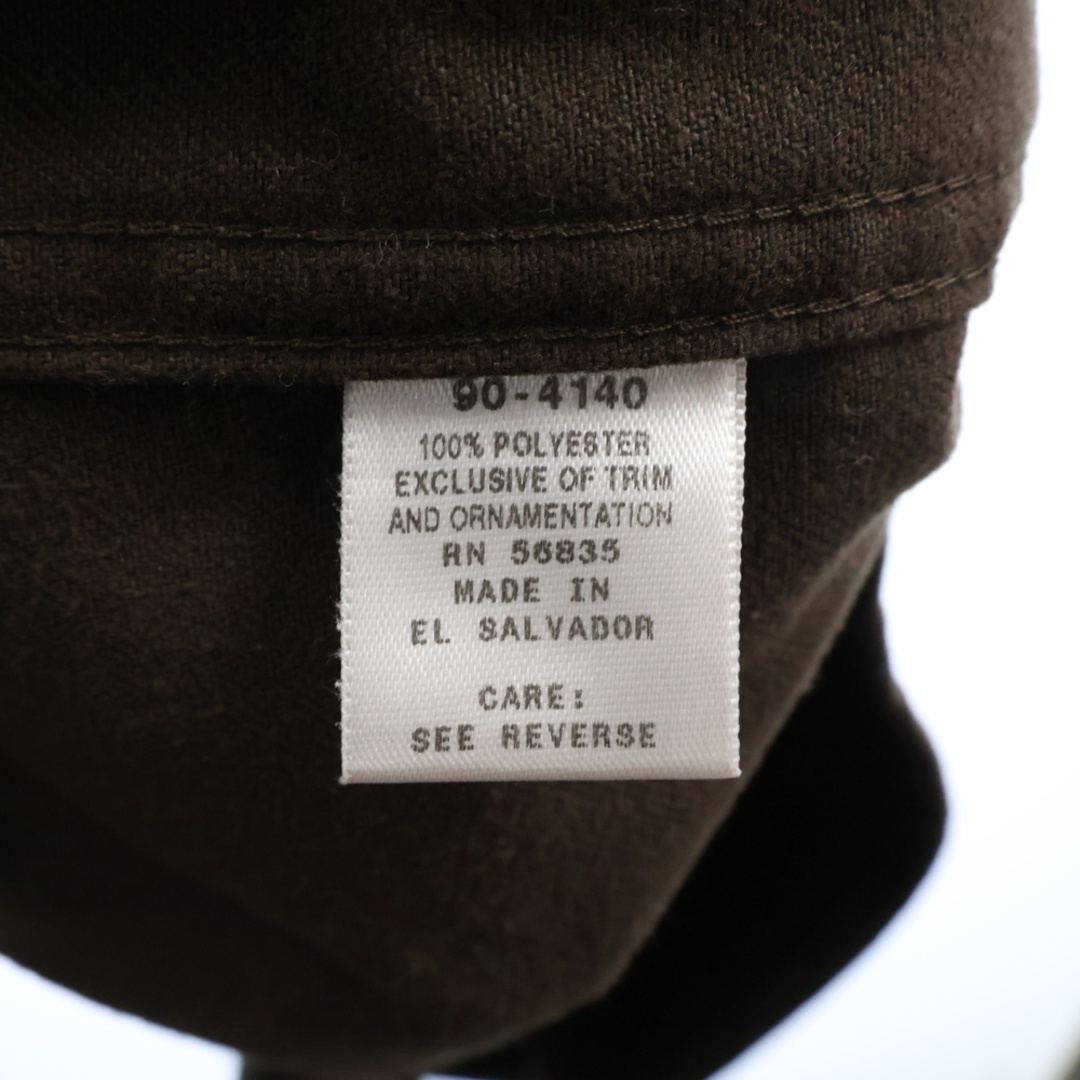 90-4140
100% POLYESTER
EXCLUSIVE OF TRIM
AND ORNAMENTATION
RN 56835
MADE IN
EL SALVADOR
CARE:
SEE REVERSE